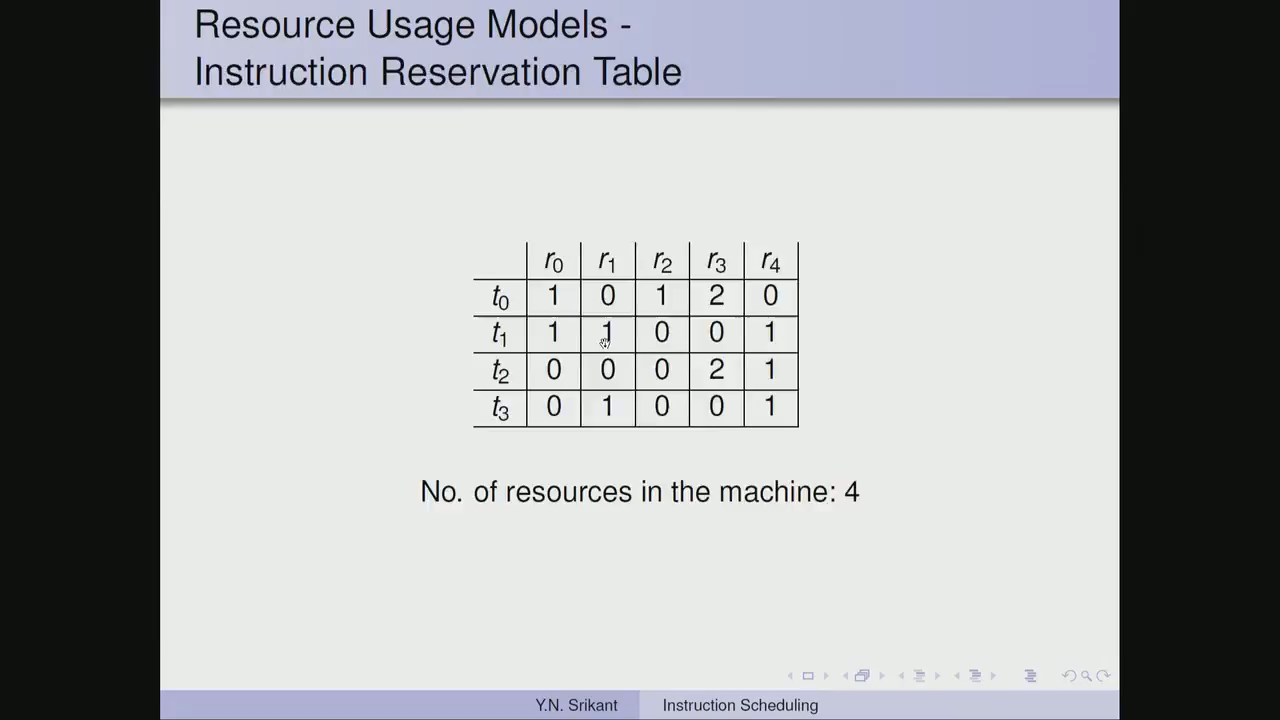 Resource Usage Models -
Instruction Reservation Table
r0 r1 r2 r3 r4
t0 1 0 1 2 0
t1 1 1 0 0 1
t2 0 0 0 2 1
t3 0 1 0 0 1
No. of resources in the machine: 4
Y.N. Srikant Instruction Scheduling